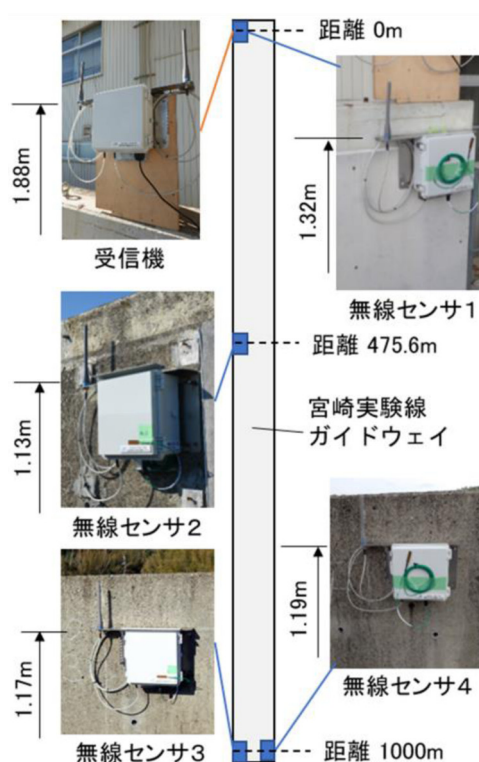 距離 0m
1.88m
受信機
1.32m
無線センサ1
距離 475.6m
1.13m
無線センサ2
宮崎実験線
ガイドウェイ
1.19m
無線センサ4
1.17m
無線センサ3
距離 1000m